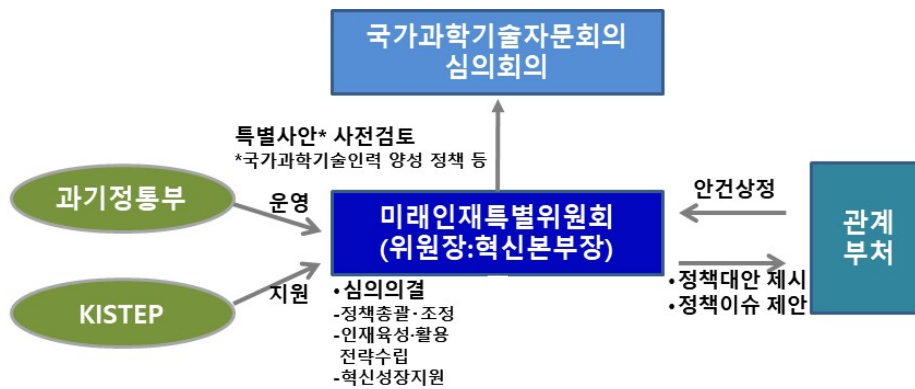 국가과학기술자문회의
심의회의
특별사안* 사전검토
*국가과학기술인력 양성 정책 등
과기정통부
운영
미래인재특별위원회
(위원장:혁신본부장)
안건상정
관계
부처
KISTEP
지원
•심의의결
-정책총괄·조정
-인재육성·활용
전략수립
-혁신성장지원
•정책대안 제시
•정책이슈 제안